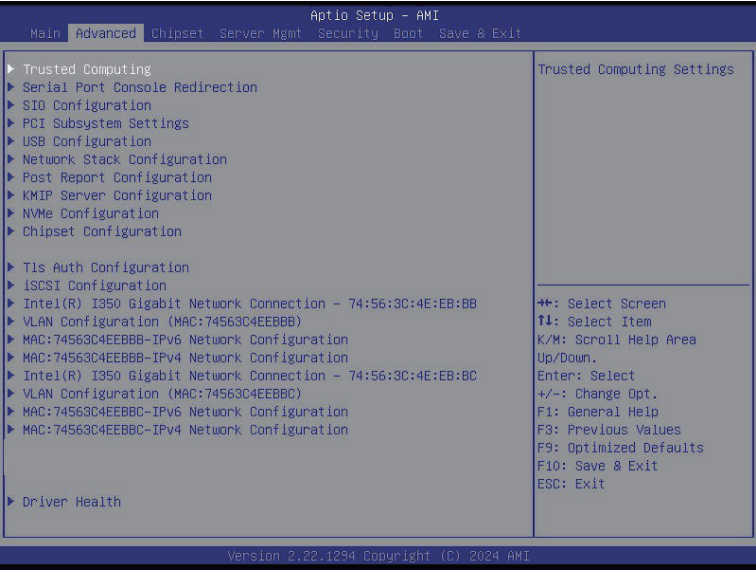 Aptio Setup - AMI
Main Advanced Chipset Server Mgmt Security Boot Save & Exit
Trusted Computing
Serial Port Console Redirection
SIO Configuration
PCI Subsystem Settings
USB Configuration
Network Stack Configuration
Post Report Configuration
KMIP Server Configuration
NVMe Configuration
Chipset Configuration
Tls Auth Configuration
iSCSI Configuration
Intel(R) I350 Gigabit Network Connection - 74:56:3C:4E:EB:BB
VLAN Configuration (MAC:74563C4EEBBB)
MAC:74563C4EEBBB-IPv6 Network Configuration
MAC:74563C4EEBBB-IPv4 Network Configuration
Intel(R) I350 Gigabit Network Connection - 74:56:3C:4E:EB:BC
VLAN Configuration (MAC:74563C4EEBBC)
MAC:74563C4EEBBC-IPv6 Network Configuration
MAC:74563C4EEBBC-IPv4 Network Configuration
Driver Health
Trusted Computing Settings
→←: Select Screen
↑↓: Select Item
K/M: Scroll Help Area
Up/Down.
Enter: Select
+/-: Change Opt.
F1: General Help
F3: Previous Values
F9: Optimized Defaults
F10: Save & Exit
ESC: Exit
Version 2.22.1294 Copyright (C) 2024 AMI